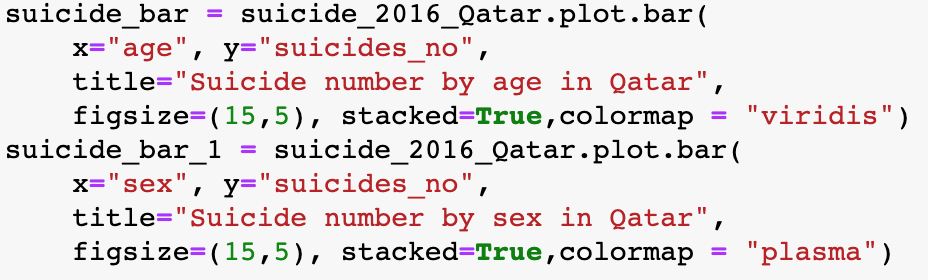 suicide_bar = suicide_2016_Qatar.plot.bar(
    x="age", y="suicides_no",
    title="Suicide number by age in Qatar",
    figsize=(15,5), stacked=True,colormap = "viridis")
suicide_bar_1 = suicide_2016_Qatar.plot.bar(
    x="sex", y="suicides_no",
    title="Suicide number by sex in Qatar",
    figsize=(15,5), stacked=True,colormap = "plasma")